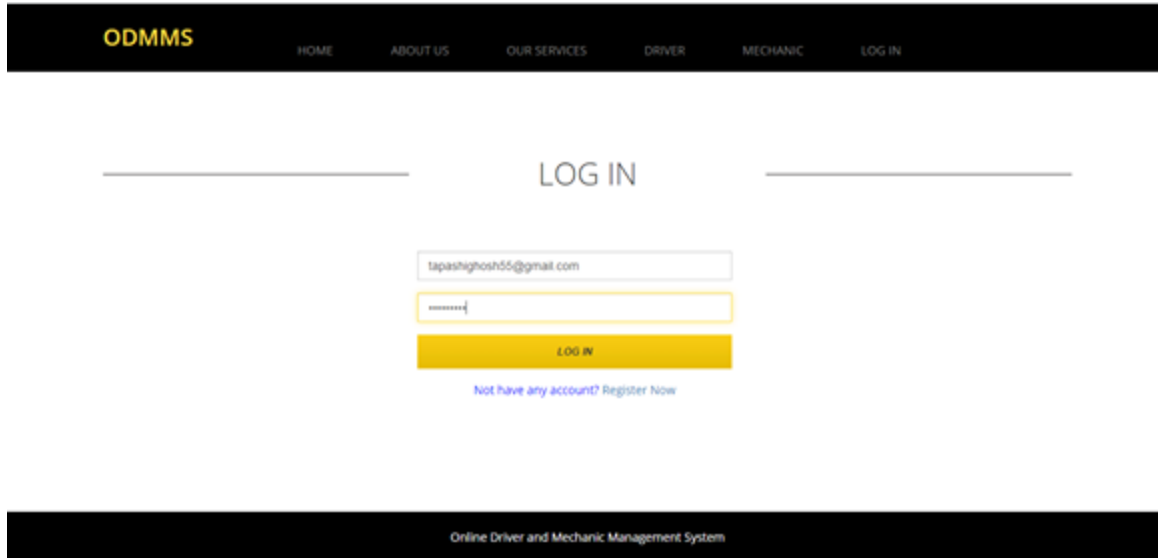 ODMMS
HOME ABOUT US OUR SERVICES DRIVER MECHANIC LOG IN
LOG IN
tapashighosh55@gmail.com
LOG IN
Not have any account? Register Now
Online Driver and Mechanic Management System